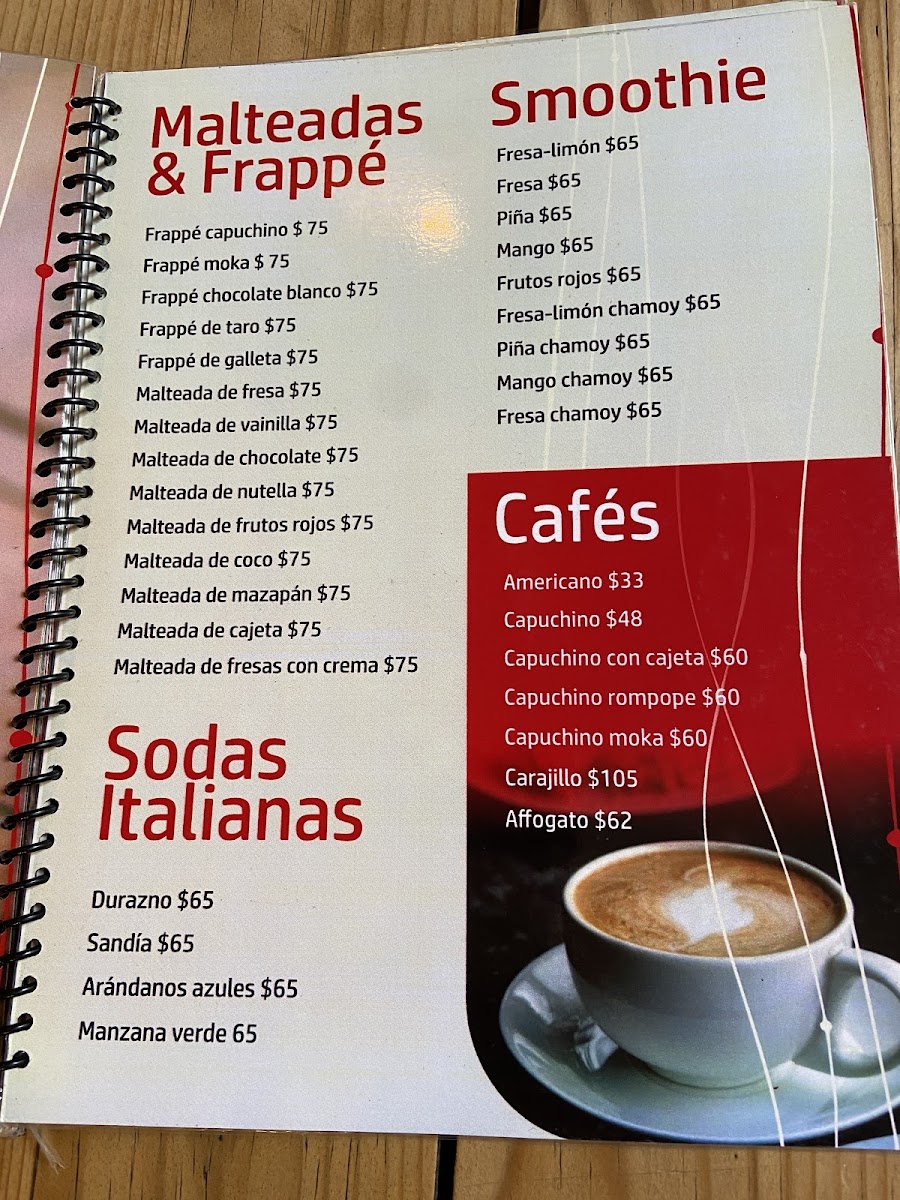 Malteadas
& Frappé
Frappé capuchino $ 75
Frappé moka $ 75
Frappé chocolate blanco $75
Frappé de taro $75
Frappé de galleta $75
Malteada de fresa $75
Malteada de vainilla $75
Malteada de chocolate $75
Malteada de nutella $75
Malteada de frutos rojos $75
Malteada de coco $75
Malteada de mazapán $75
Malteada de cajeta $75
Malteada de fresas con crema $75
Sodas
Italianas
Durazno $65
Sandía $65
Arándanos azules $65
Manzana verde 65
Smoothie
Fresa-limón $65
Fresa $65
Piña $65
Mango $65
Frutos rojos $65
Fresa-limón chamoy $65
Piña chamoy $65
Mango chamoy $65
Fresa chamoy $65
Cafés
Americano $33
Capuchino $48
Capuchino con cajeta $60
Capuchino rompope $60
Capuchino moka $60
Carajillo $105
Affogato $62